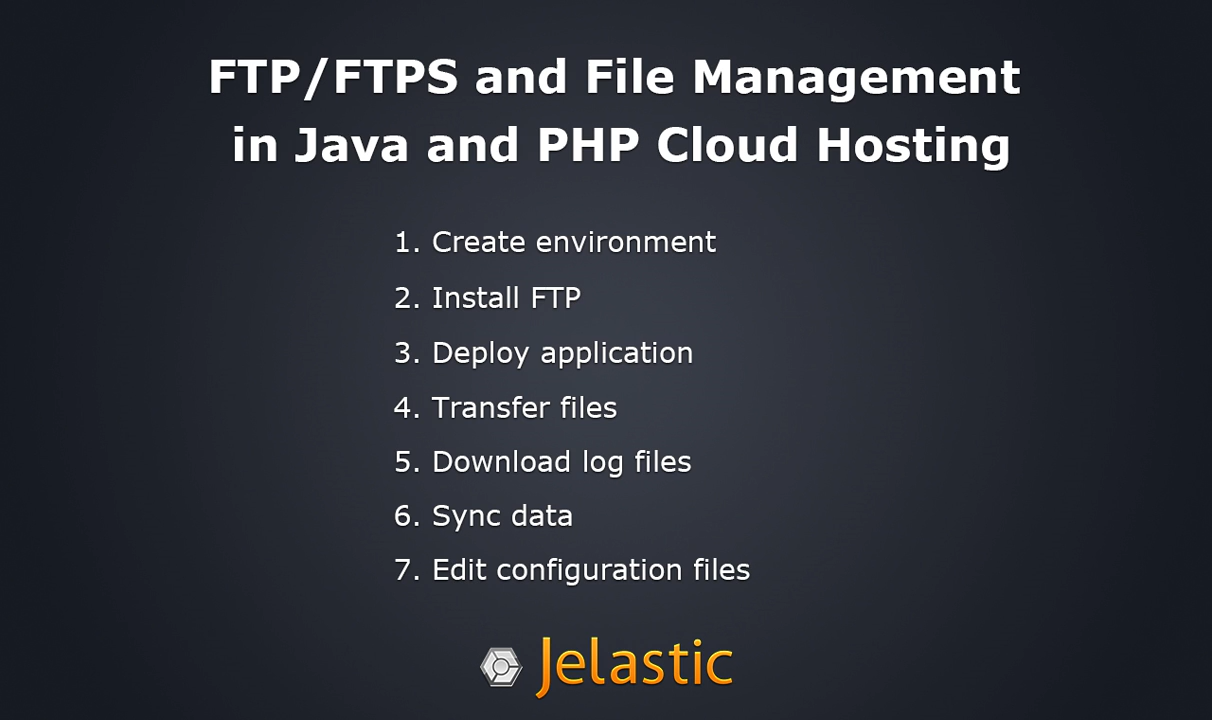 FTP/FTPS and File Management
in Java and PHP Cloud Hosting
1. Create environment
2. Install FTP
3. Deploy application
4. Transfer files
5. Download log files
6. Sync data
7. Edit configuration files
Jelastic